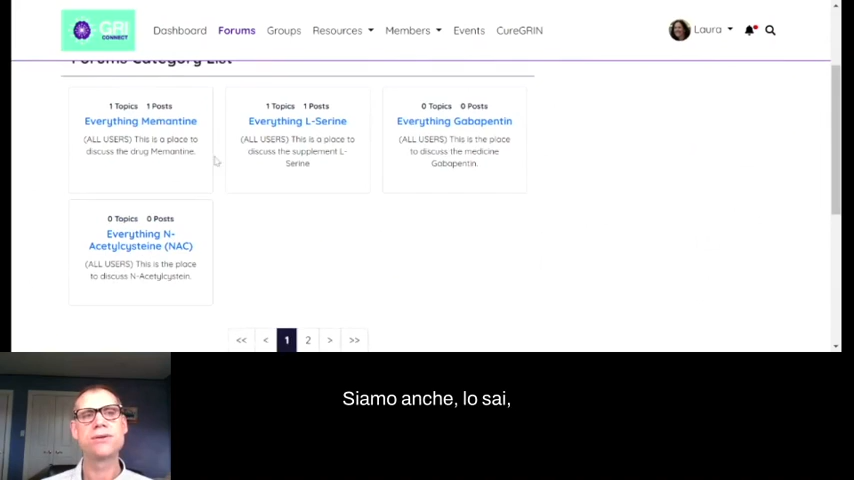 GRI
CONNECT
Dashboard Forums Groups Resources Members Events CureGRIN
Laura
Forums Category List
1 Topics 1 Posts
Everything Memantine
(ALL USERS) This is a place to
discuss the drug Memantine.
1 Topics 1 Posts
Everything L-Serine
(ALL USERS) This is a place to
discuss the supplement L-
Serine
0 Topics 0 Posts
Everything Gabapentin
(ALL USERS) This is the place
to discuss the medicine
Gabapentin.
0 Topics 0 Posts
Everything N-
Acetylcysteine (NAC)
(ALL USERS) This is the place
to discuss N-Acetylcystein.
<< < 1 2 > >>
Siamo anche, lo sai,